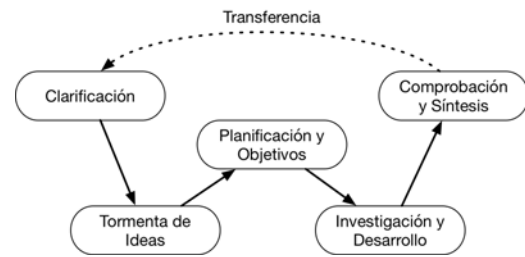 Transferencia
Clarificación
Comprobación
y Síntesis
Planificación y
Objetivos
Tormenta de
Ideas
Investigación y
Desarrollo